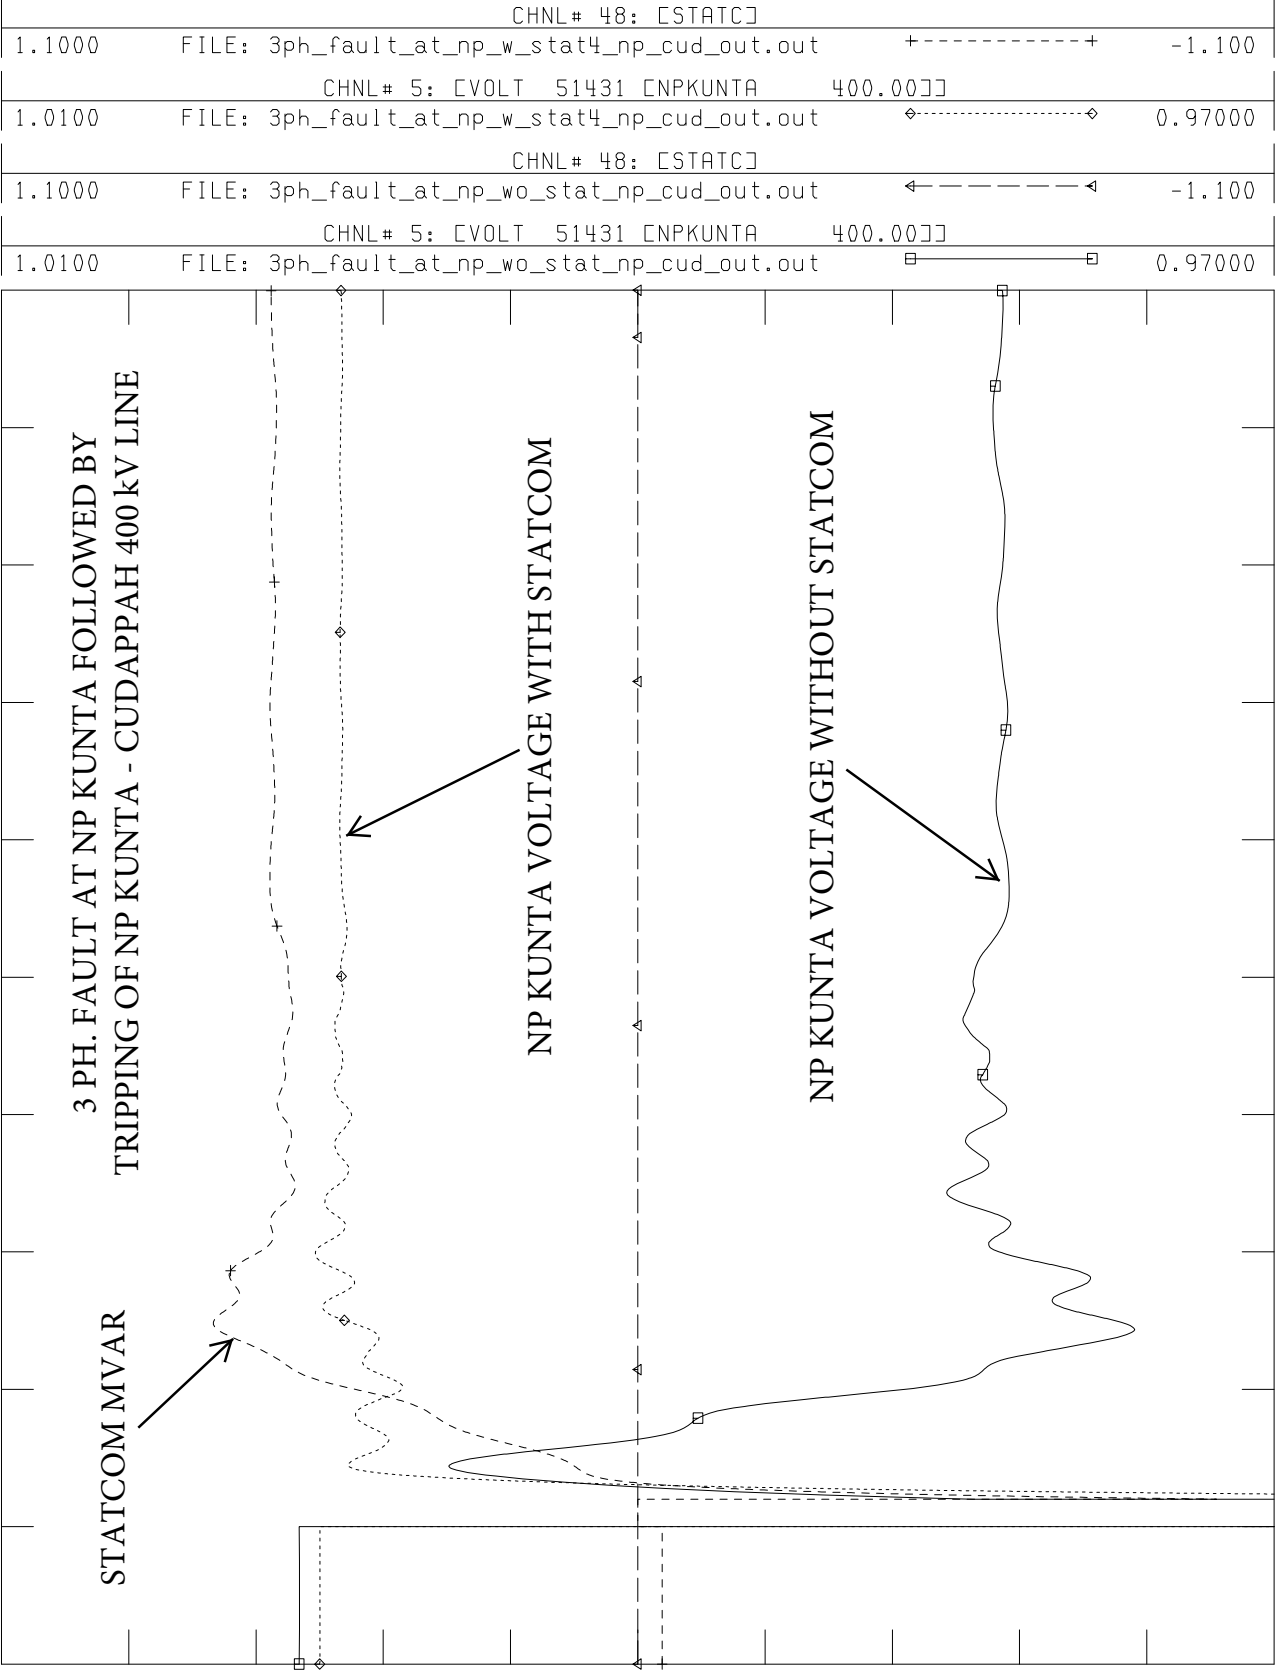 CHNL# 48: [STATC]
1.1000 FILE: 3ph_fault_at_np_w_stat4_np_cud_out.out -1.100
CHNL# 5: [VOLT 51431 [NPKUNTA 400.00]]
1.0100 FILE: 3ph_fault_at_np_w_stat4_np_cud_out.out 0.97000
CHNL# 48: [STATC]
1.1000 FILE: 3ph_fault_at_np_wo_stat_np_cud_out.out -1.100
CHNL# 5: [VOLT 51431 [NPKUNTA 400.00]]
1.0100 FILE: 3ph_fault_at_np_wo_stat_np_cud_out.out 0.97000
3 PH. FAULT AT NP KUNTA FOLLOWED BY
TRIPPING OF NP KUNTA - CUDAPPAH 400 kV LINE
NP KUNTA VOLTAGE WITH STATCOM
NP KUNTA VOLTAGE WITHOUT STATCOM
STATCOM MVAR